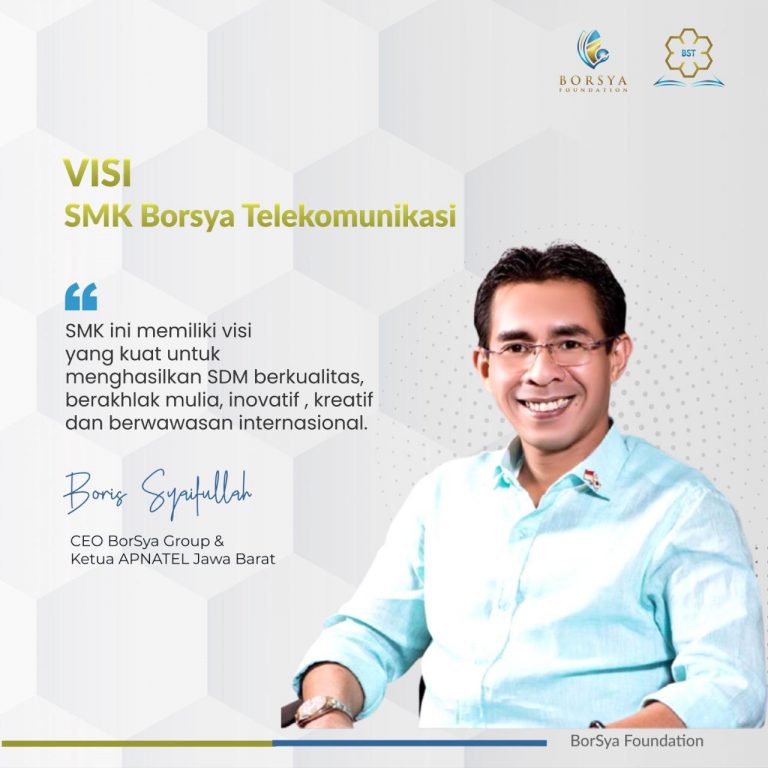 BORSYA
FOUNDATION
BST
VISI
SMK Borsya Telekomunikasi
SMK ini memiliki visi
yang kuat untuk
menghasilkan SDM berkualitas,
berakhlak mulia, inovatif , kreatif
dan berwawasan internasional.
Boris Syaifullah
CEO BorSya Group &
Ketua APNATEL Jawa Barat
BorSya Foundation